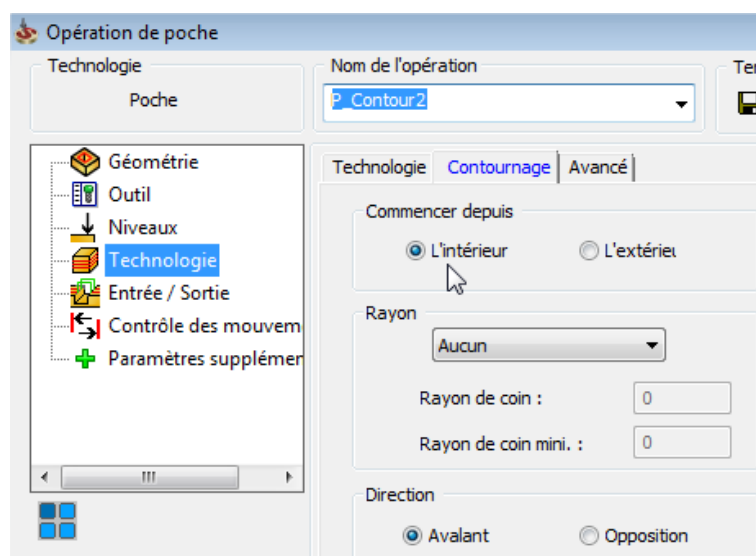 Opération de poche
Technologie
Poche
Nom de l'opération
P_Contour2
Géométrie
Outil
Niveaux
Technologie
Entrée / Sortie
Contrôle des mouvem
Paramètres supplémen
Technologie Contournage Avancé
Commencer depuis
L'intérieur L'extérieu
Rayon
Aucun
Rayon de coin : 0
Rayon de coin mini. : 0
Direction
Avalant Opposition